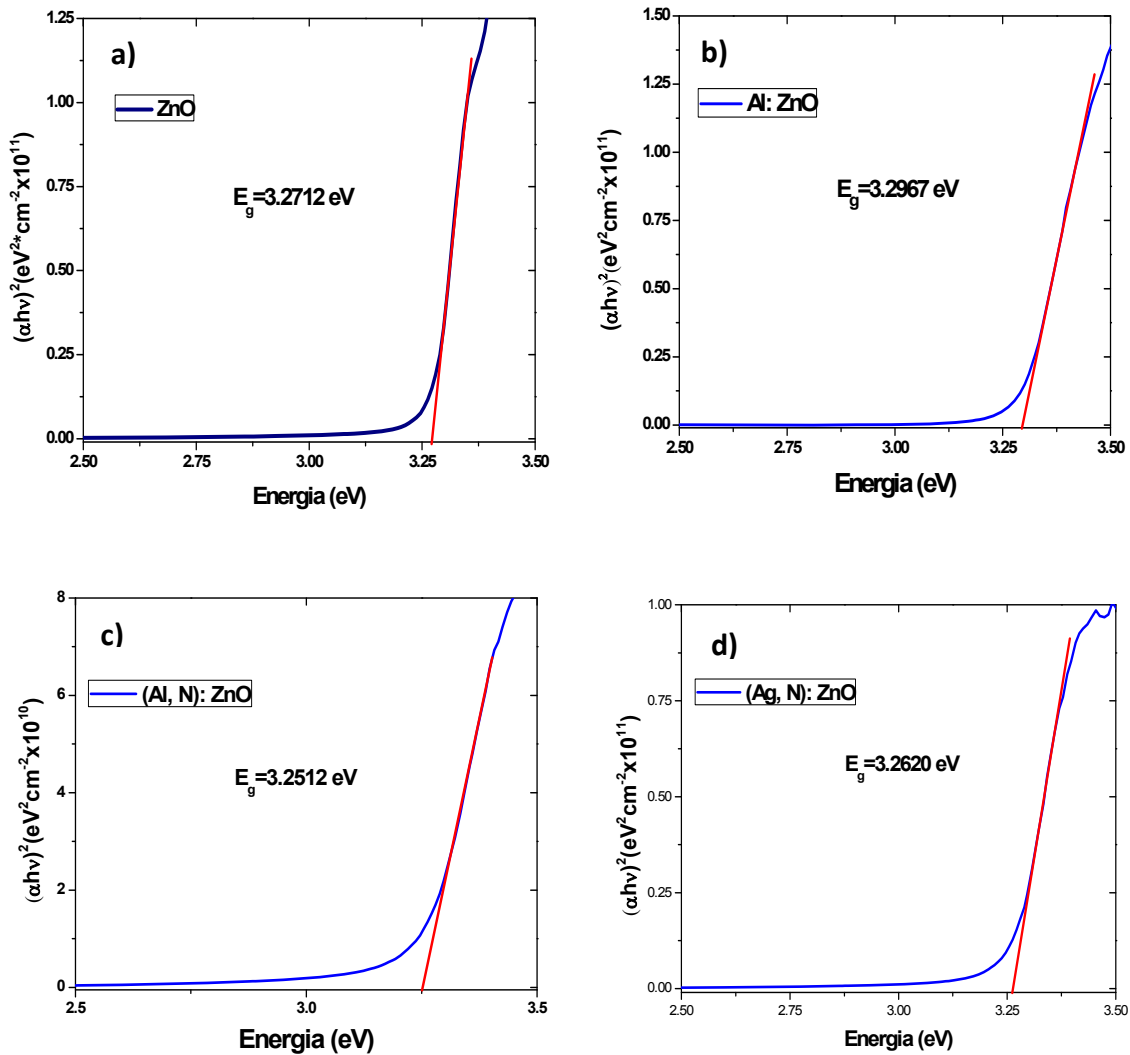 a)
ZnO
E_g=3.2712 eV
(αhν)²(eV²*cm⁻²x10¹¹)
1.25
1.00
0.75
0.50
0.25
0.00
2.50 2.75 3.00 3.25 3.50
Energia (eV)
b)
Al: ZnO
E_g=3.2967 eV
(αhν)²(eV²cm⁻²x10¹¹)
1.50
1.25
1.00
0.75
0.50
0.25
0.00
2.50 2.75 3.00 3.25 3.50
Energia (eV)
c)
(Al, N): ZnO
E_g=3.2512 eV
(αhν)²(eV²cm⁻²x10¹⁰)
8
6
4
2
0
2.5 3.0 3.5
Energia (eV)
d)
(Ag, N): ZnO
E_g=3.2620 eV
(αhν)²(eV²cm⁻²x10¹¹)
1.00
0.75
0.50
0.25
0.00
2.50 2.75 3.00 3.25 3.50
Energia (eV)